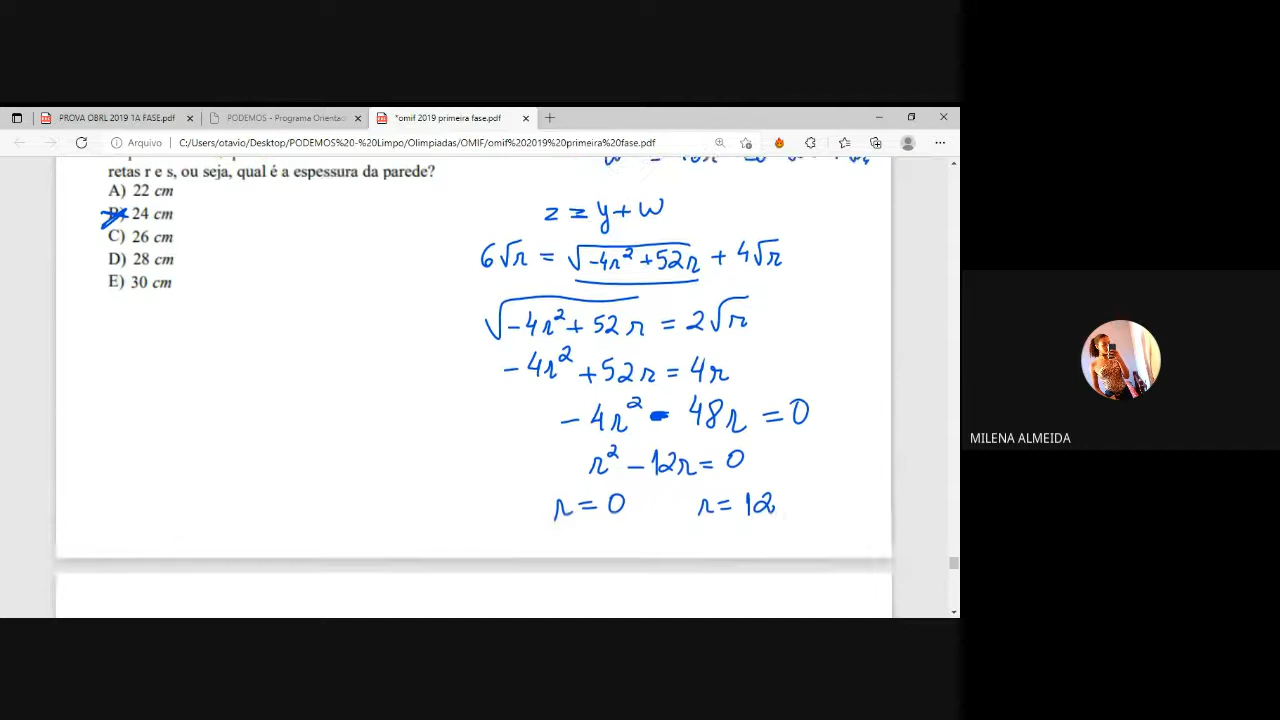 PROVA OBRL 2019 1A FASE.pdf
PODEMOS - Programa Orienta
*omif 2019 primeira fase.pdf
Arquivo | C:/Users/otavio/Desktop/PODEMOS%20-%20Limpo/Olimpiadas/OMIF/omif%202019%20primeira%20fase.pdf
retas r e s, ou seja, qual é a espessura da parede?
A) 22 cm
B) 24 cm
C) 26 cm
D) 28 cm
E) 30 cm
z = y + w
6√r = √-4r² + 52r + 4√r
√-4r² + 52r = 2√r
-4r² + 52r = 4r
-4r² - 48r = 0
r² - 12r = 0
r = 0 r = 12
MILENA ALMEIDA